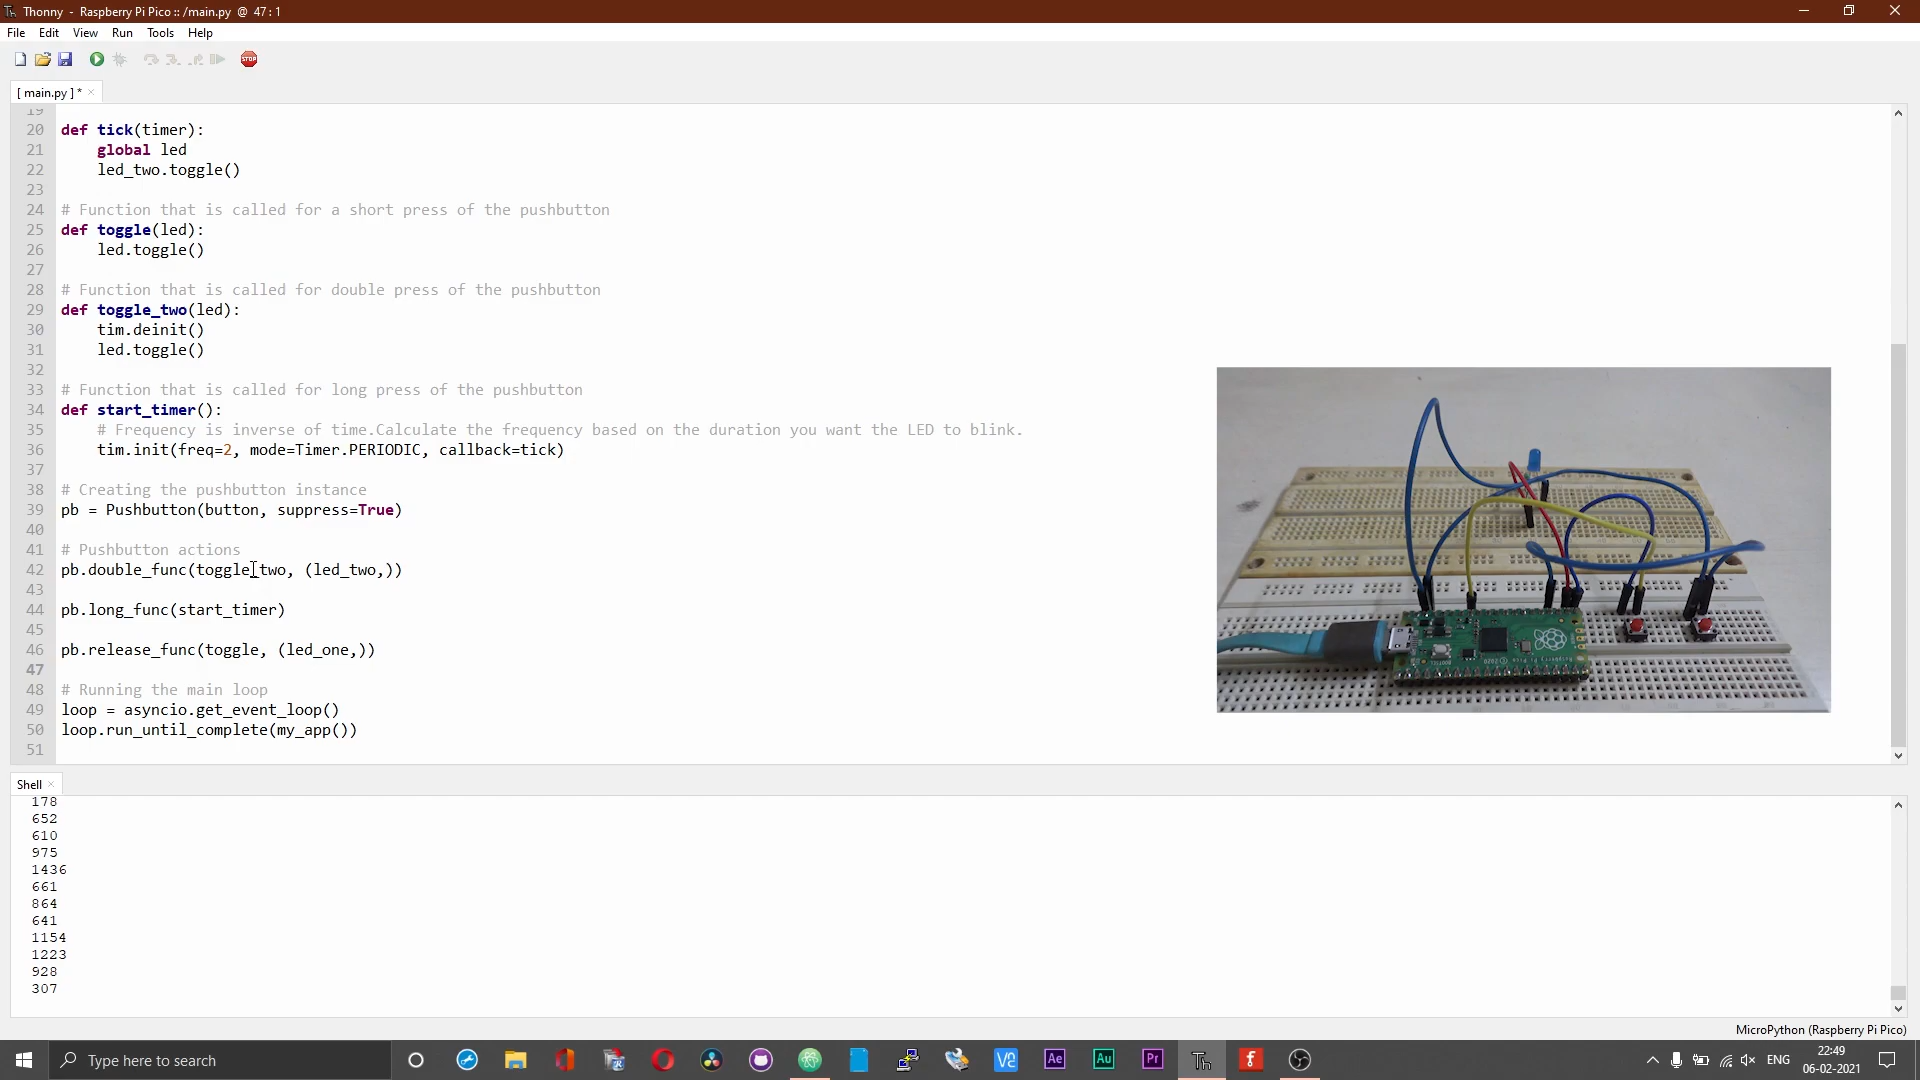 Thonny - Raspberry Pi Pico :: /main.py @ 47 : 1
File Edit View Run Tools Help
STOP
[ main.py ] * ×
19
20 def tick(timer):
21     global led
22     led_two.toggle()
23
24 # Function that is called for a short press of the pushbutton
25 def toggle(led):
26     led.toggle()
27
28 # Function that is called for double press of the pushbutton
29 def toggle_two(led):
30     tim.deinit()
31     led.toggle()
32
33 # Function that is called for long press of the pushbutton
34 def start_timer():
35     # Frequency is inverse of time.Calculate the frequency based on the duration you want the LED to blink.
36     tim.init(freq=2, mode=Timer.PERIODIC, callback=tick)
37
38 # Creating the pushbutton instance
39 pb = Pushbutton(button, suppress=True)
40
41 # Pushbutton actions
42 pb.double_func(toggle_two, (led_two,))
43
44 pb.long_func(start_timer)
45
46 pb.release_func(toggle, (led_one,))
47
48 # Running the main loop
49 loop = asyncio.get_event_loop()
50 loop.run_until_complete(my_app())
51
Shell ×
178
652
610
975
1436
661
864
641
1154
1223
928
307
MicroPython (Raspberry Pi Pico)
Type here to search
Ae Au Pr Th
ENG
22:49
06-02-2021